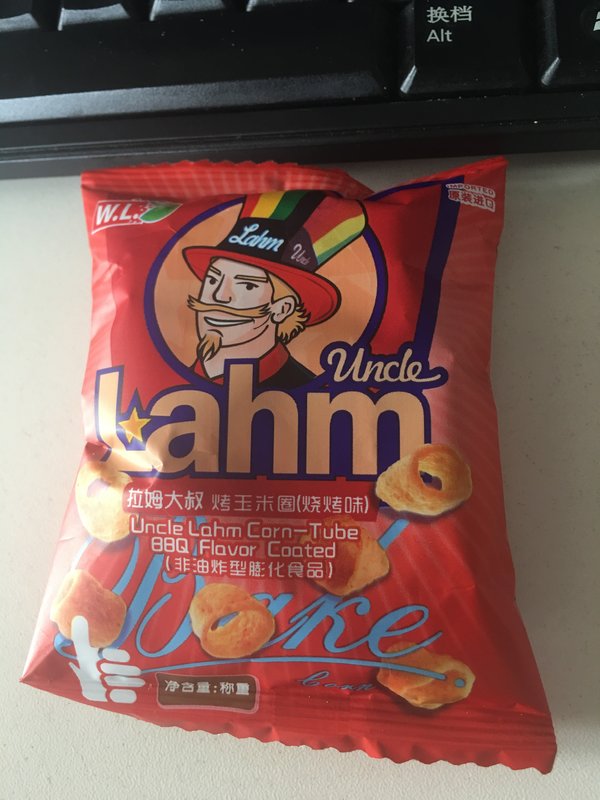 换档
Alt
W.L.
IMPORTED
原装进口
Lahm
Uncle
Lahm
拉姆大叔 烤玉米圈(烧烤味)
Uncle Lahm Corn-Tube
BBQ Flavor Coated
(非油炸型膨化食品)
Bake
净含量:称重